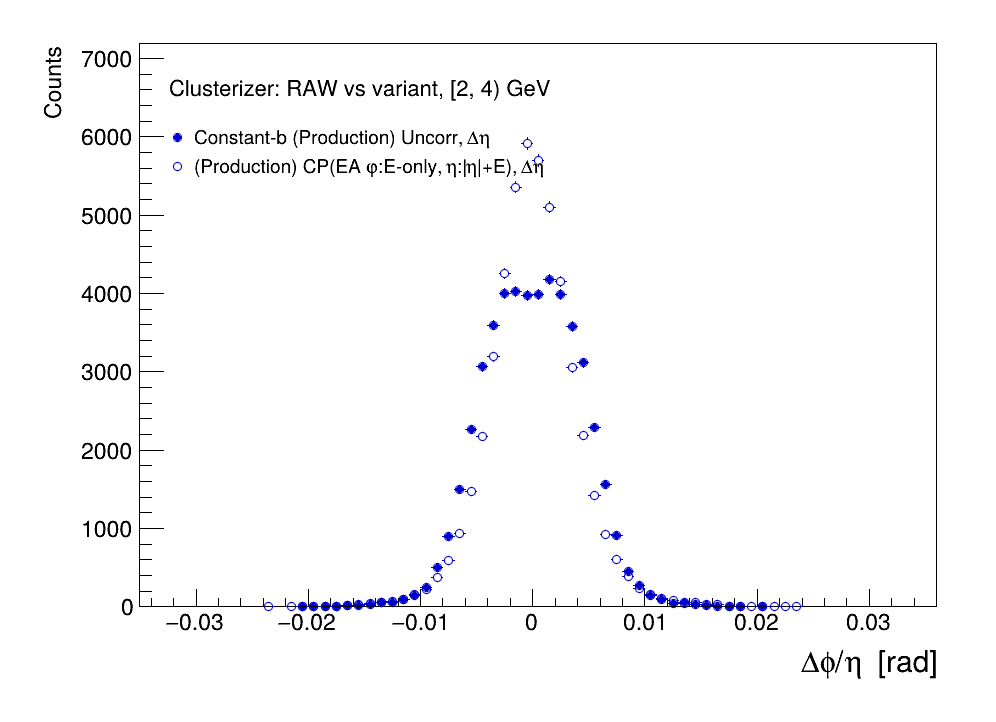 Counts
7000
6000
5000
4000
3000
2000
1000
0
Clusterizer: RAW vs variant, [2, 4) GeV
Constant-b (Production) Uncorr, Δη
(Production) CP(EA φ:E-only, η:|η|+E), Δη
−0.03 −0.02 −0.01 0 0.01 0.02 0.03
Δϕ/η [rad]